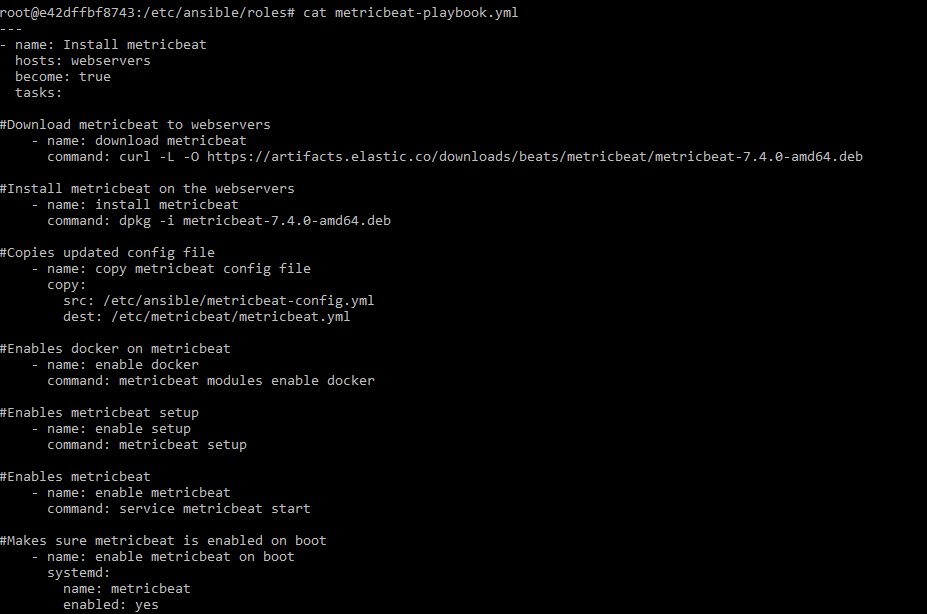 root@e42dffbf8743:/etc/ansible/roles# cat metricbeat-playbook.yml
---
- name: Install metricbeat
  hosts: webservers
  become: true
  tasks:

#Download metricbeat to webservers
    - name: download metricbeat
      command: curl -L -O https://artifacts.elastic.co/downloads/beats/metricbeat/metricbeat-7.4.0-amd64.deb

#Install metricbeat on the webservers
    - name: install metricbeat
      command: dpkg -i metricbeat-7.4.0-amd64.deb

#Copies updated config file
    - name: copy metricbeat config file
      copy:
        src: /etc/ansible/metricbeat-config.yml
        dest: /etc/metricbeat/metricbeat.yml

#Enables docker on metricbeat
    - name: enable docker
      command: metricbeat modules enable docker

#Enables metricbeat setup
    - name: enable setup
      command: metricbeat setup

#Enables metricbeat
    - name: enable metricbeat
      command: service metricbeat start

#Makes sure metricbeat is enabled on boot
    - name: enable metricbeat on boot
      systemd:
        name: metricbeat
        enabled: yes